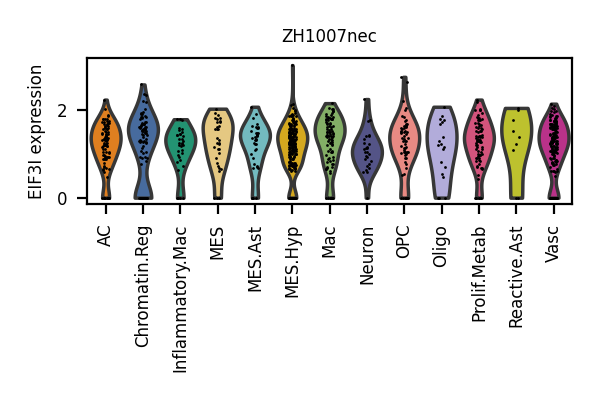 ZH1007nec
EIF3I expression
2
0
AC
Chromatin.Reg
Inflammatory.Mac
MES
MES.Ast
MES.Hyp
Mac
Neuron
OPC
Oligo
Prolif.Metab
Reactive.Ast
Vasc